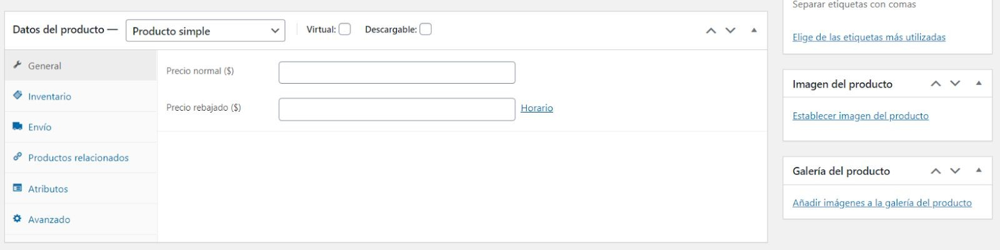 Datos del producto — Producto simple Virtual: Descargable:
General
Inventario
Envío
Productos relacionados
Atributos
Avanzado
Precio normal ($)
Precio rebajado ($) Horario
Separar etiquetas con comas
Elige de las etiquetas más utilizadas
Imagen del producto
Establecer imagen del producto
Galería del producto
Añadir imágenes a la galería del producto